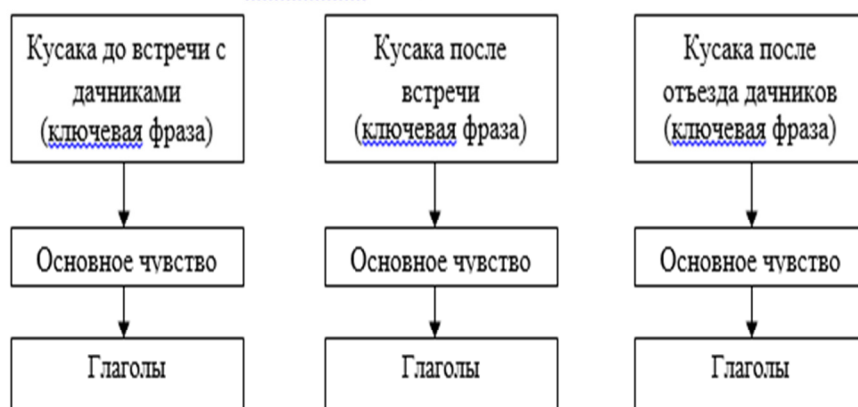 Кусака до встречи с
дачниками
(ключевая фраза)
Основное чувство
Глаголы
Кусака после
встречи
(ключевая фраза)
Основное чувство
Глаголы
Кусака после
отъезда дачников
(ключевая фраза)
Основное чувство
Глаголы